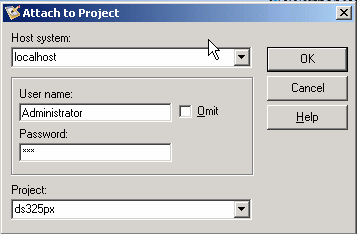 Attach to Project
Host system:
localhost
OK
Cancel
Help
User name:
Administrator
Omit
Password:
***
Project:
ds325px